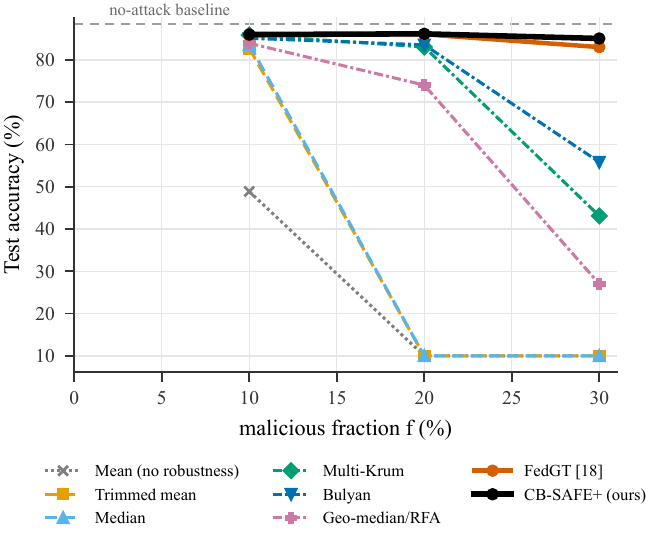 no-attack baseline
80
70
60
50
40
30
20
10
Test accuracy (%)
0 5 10 15 20 25 30
malicious fraction f (%)
Mean (no robustness) Multi-Krum FedGT [18]
Trimmed mean Bulyan CB-SAFE+ (ours)
Median Geo-median/RFA